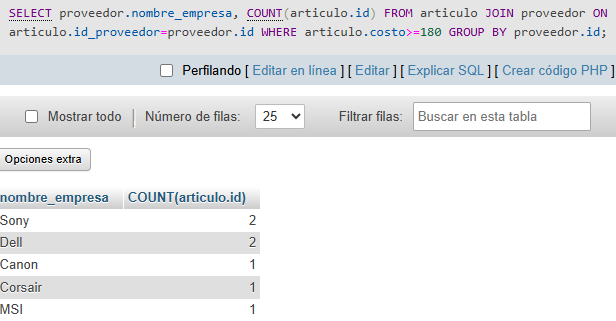 SELECT proveedor.nombre_empresa, COUNT(articulo.id) FROM articulo JOIN proveedor ON
articulo.id_proveedor=proveedor.id WHERE articulo.costo>=180 GROUP BY proveedor.id;
Perfilando [ Editar en línea ] [ Editar ] [ Explicar SQL ] [ Crear código PHP ]
Mostrar todo | Número de filas: 25 Filtrar filas: Buscar en esta tabla
Opciones extra
nombre_empresa COUNT(articulo.id)
Sony 2
Dell 2
Canon 1
Corsair 1
MSI 1